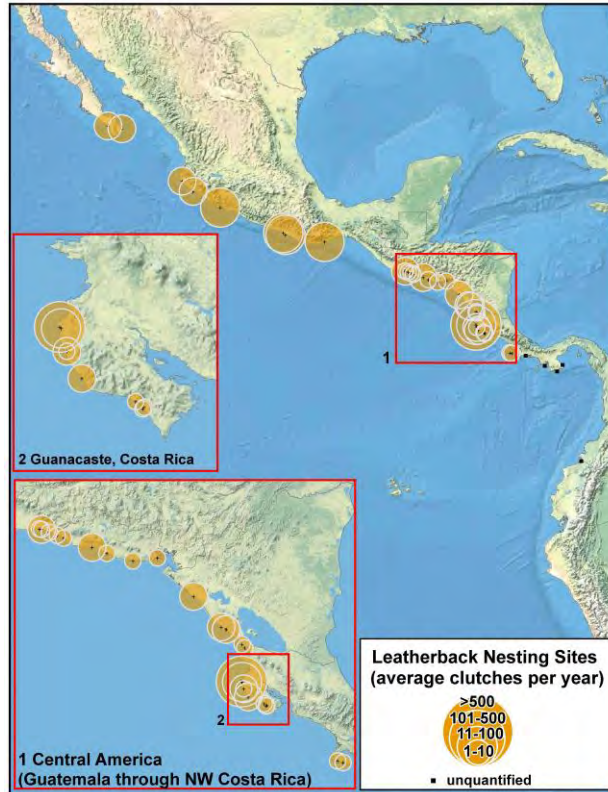 1
2 Guanacaste, Costa Rica
2
1 Central America
(Guatemala through NW Costa Rica)
Leatherback Nesting Sites
(average clutches per year)
>500
101-500
11-100
1-10
unquantified